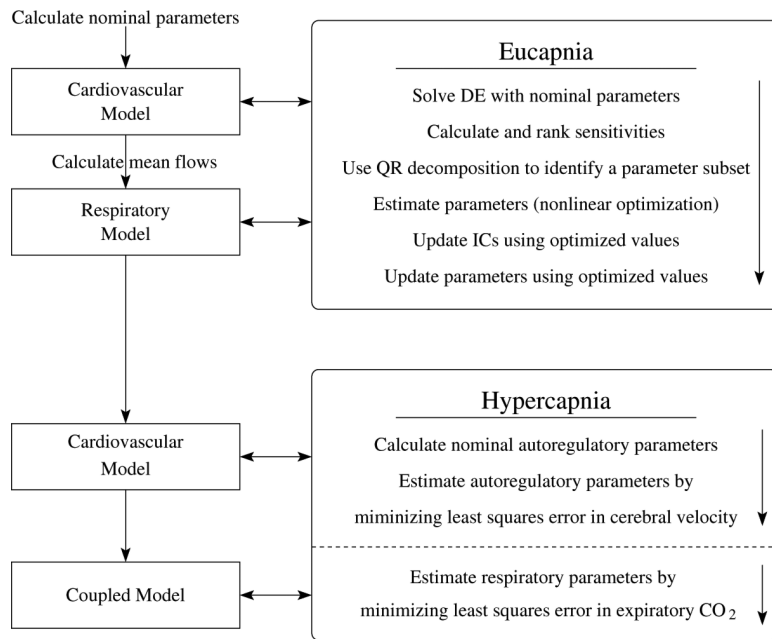 Calculate nominal parameters
Cardiovascular
Model
Calculate mean flows
Respiratory
Model
Eucapnia
Solve DE with nominal parameters
Calculate and rank sensitivities
Use QR decomposition to identify a parameter subset
Estimate parameters (nonlinear optimization)
Update ICs using optimized values
Update parameters using optimized values
Cardiovascular
Model
Coupled Model
Hypercapnia
Calculate nominal autoregulatory parameters
Estimate autoregulatory parameters by
miminizing least squares error in cerebral velocity
Estimate respiratory parameters by
minimizing least squares error in expiratory CO₂